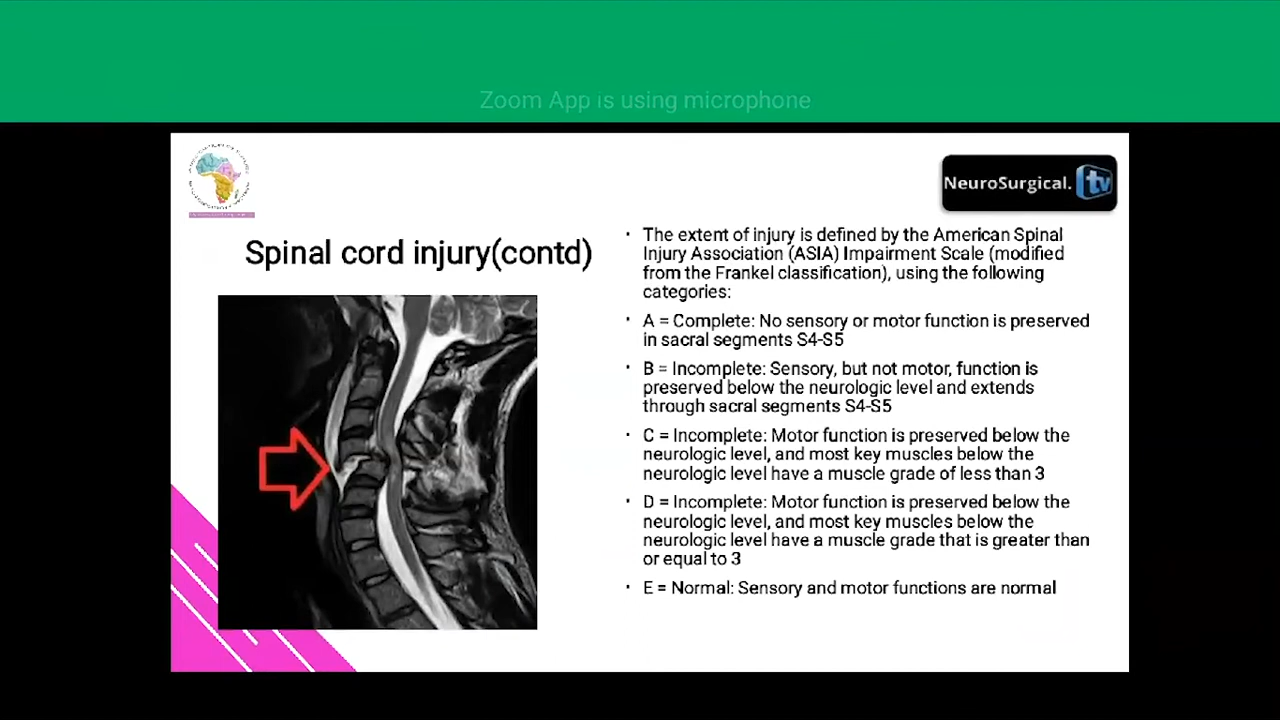 Zoom App is using microphone
NeuroSurgical.tv
Spinal cord injury(contd)
· The extent of injury is defined by the American Spinal
Injury Association (ASIA) Impairment Scale (modified
from the Frankel classification), using the following
categories:
· A = Complete: No sensory or motor function is preserved
in sacral segments S4-S5
· B = Incomplete: Sensory, but not motor, function is
preserved below the neurologic level and extends
through sacral segments S4-S5
· C = Incomplete: Motor function is preserved below the
neurologic level, and most key muscles below the
neurologic level have a muscle grade of less than 3
· D = Incomplete: Motor function is preserved below the
neurologic level, and most key muscles below the
neurologic level have a muscle grade that is greater than
or equal to 3
· E = Normal: Sensory and motor functions are normal